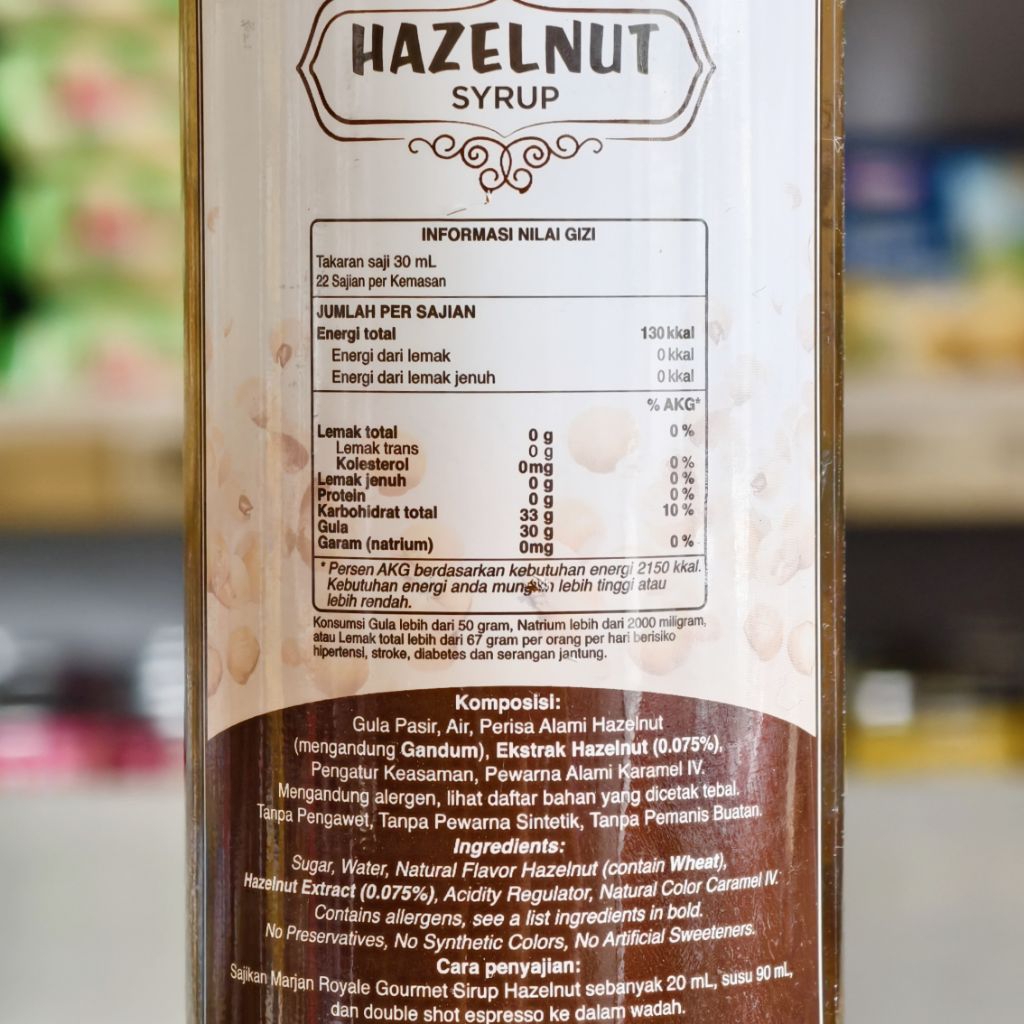 HAZELNUT
SYRUP
INFORMASI NILAI GIZI
Takaran saji 30 mL
22 Sajian per Kemasan
JUMLAH PER SAJIAN
Energi total 130 kkal
Energi dari lemak 0 kkal
Energi dari lemak jenuh 0 kkal
% AKG*
Lemak total 0 g 0 %
Lemak trans 0 g
Kolesterol 0 mg 0 %
Lemak jenuh 0 g 0 %
Protein 0 g 0 %
Karbohidrat total 33 g 10 %
Gula 30 g
Garam (natrium) 0mg 0 %
* Persen AKG berdasarkan kebutuhan energi 2150 kkal.
Kebutuhan energi anda mungkin lebih tinggi atau
lebih rendah.
Konsumsi Gula lebih dari 50 gram, Natrium lebih dari 2000 miligram,
atau Lemak total lebih dari 67 gram per orang per hari berisiko
hipertensi, stroke, diabetes dan serangan jantung.
Komposisi:
Gula Pasir, Air, Perisa Alami Hazelnut
(mengandung Gandum), Ekstrak Hazelnut (0.075%),
Pengatur Keasaman, Pewarna Alami Karamel IV.
Mengandung alergen, lihat daftar bahan yang dicetak tebal.
Tanpa Pengawet, Tanpa Pewarna Sintetik, Tanpa Pemanis Buatan.
Ingredients:
Sugar, Water, Natural Flavor Hazelnut (contain Wheat),
Hazelnut Extract (0.075%), Acidity Regulator, Natural Color Caramel IV.
Contains allergens, see a list ingredients in bold.
No Preservatives, No Synthetic Colors, No Artificial Sweeteners.
Cara penyajian:
Sajikan Marjan Royale Gourmet Sirup Hazelnut sebanyak 20 mL, susu 90 mL,
dan double shot espresso ke dalam wadah.